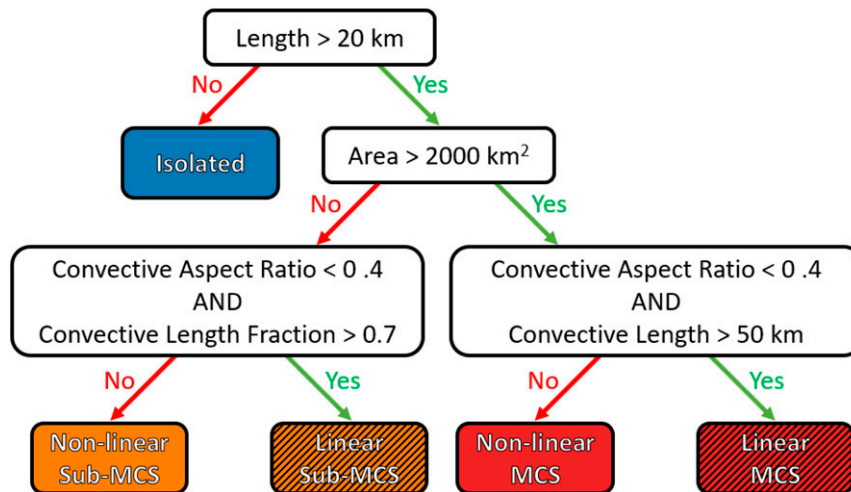 Length > 20 km
No
Yes
Isolated
Area > 2000 km²
No
Yes
Convective Aspect Ratio < 0 .4
AND
Convective Length Fraction > 0.7
Convective Aspect Ratio < 0 .4
AND
Convective Length > 50 km
No
Yes
No
Yes
Non-linear
Sub-MCS
Linear
Sub-MCS
Non-linear
MCS
Linear
MCS